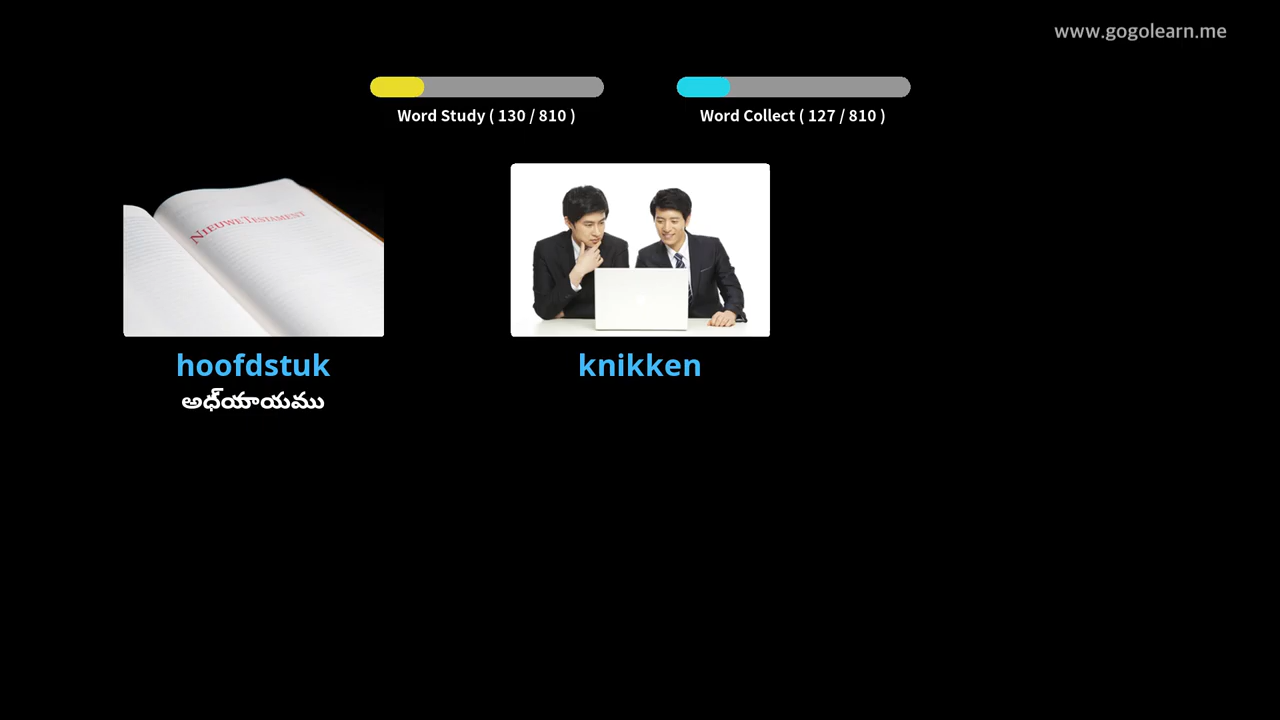 www.gogolearn.me
Word Study ( 130 / 810 )
Word Collect ( 127 / 810 )
NIEUWE TESTAMENT
hoofdstuk
knikken
అధ్యాయము